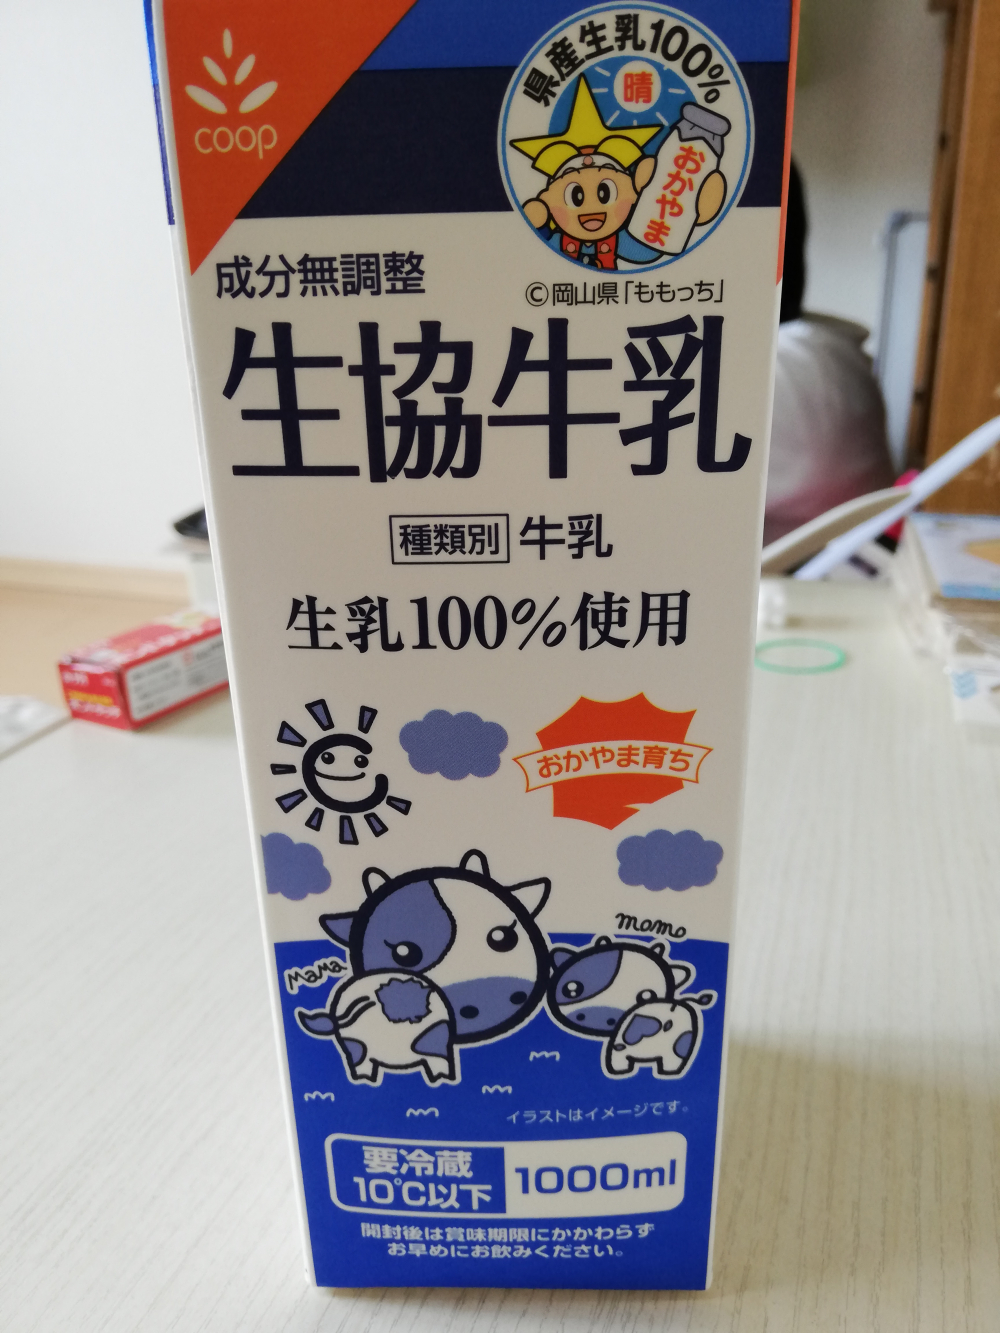 coop
県産生乳100%
晴
おかやま
成分無調整
©岡山県「ももっち」
生協牛乳
種類別 牛乳
生乳100%使用
おかやま育ち
momo
MaMa
イラストはイメージです。
要冷蔵
10℃以下
1000ml
開封後は賞味期限にかかわらず
お早めにお飲みください。